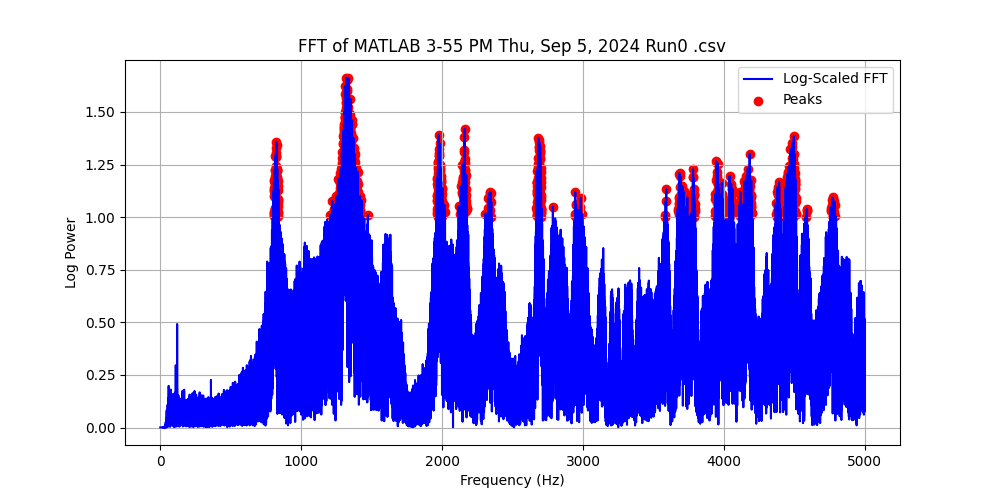 FFT of MATLAB 3-55 PM Thu, Sep 5, 2024 Run0 .csv
Log-Scaled FFT
Peaks
1.50
1.25
1.00
0.75
0.50
0.25
0.00
Log Power
0 1000 2000 3000 4000 5000
Frequency (Hz)